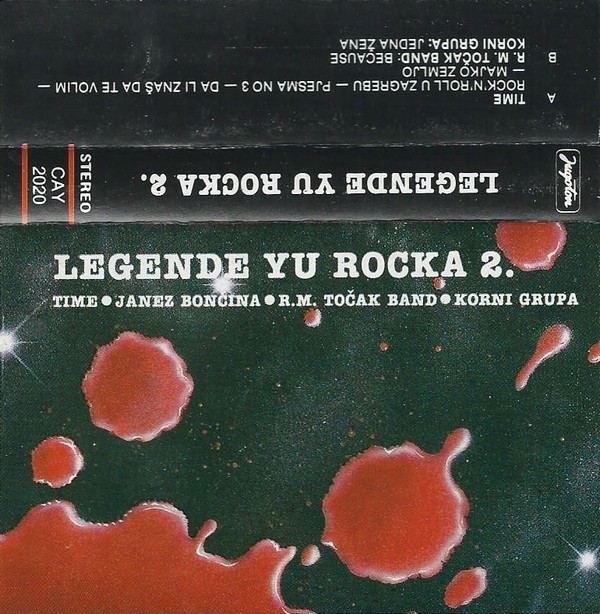 A
TIME
ROCK'N'ROLL U ZAGREBU — PJESMA NO 3 — DA LI ZNAŠ DA TE VOLIM —
— MAJKO ZEMLJO
B
R. M. TOČAK BAND: BECAUSE
KORNI GRUPA: JEDNA ŽENA
Jugoton
LEGENDE YU ROCKA 2.
STEREO
CAY
2020
LEGENDE YU ROCKA 2.
TIME ● JANEZ BONČINA ● R.M. TOČAK BAND ● KORNI GRUPA